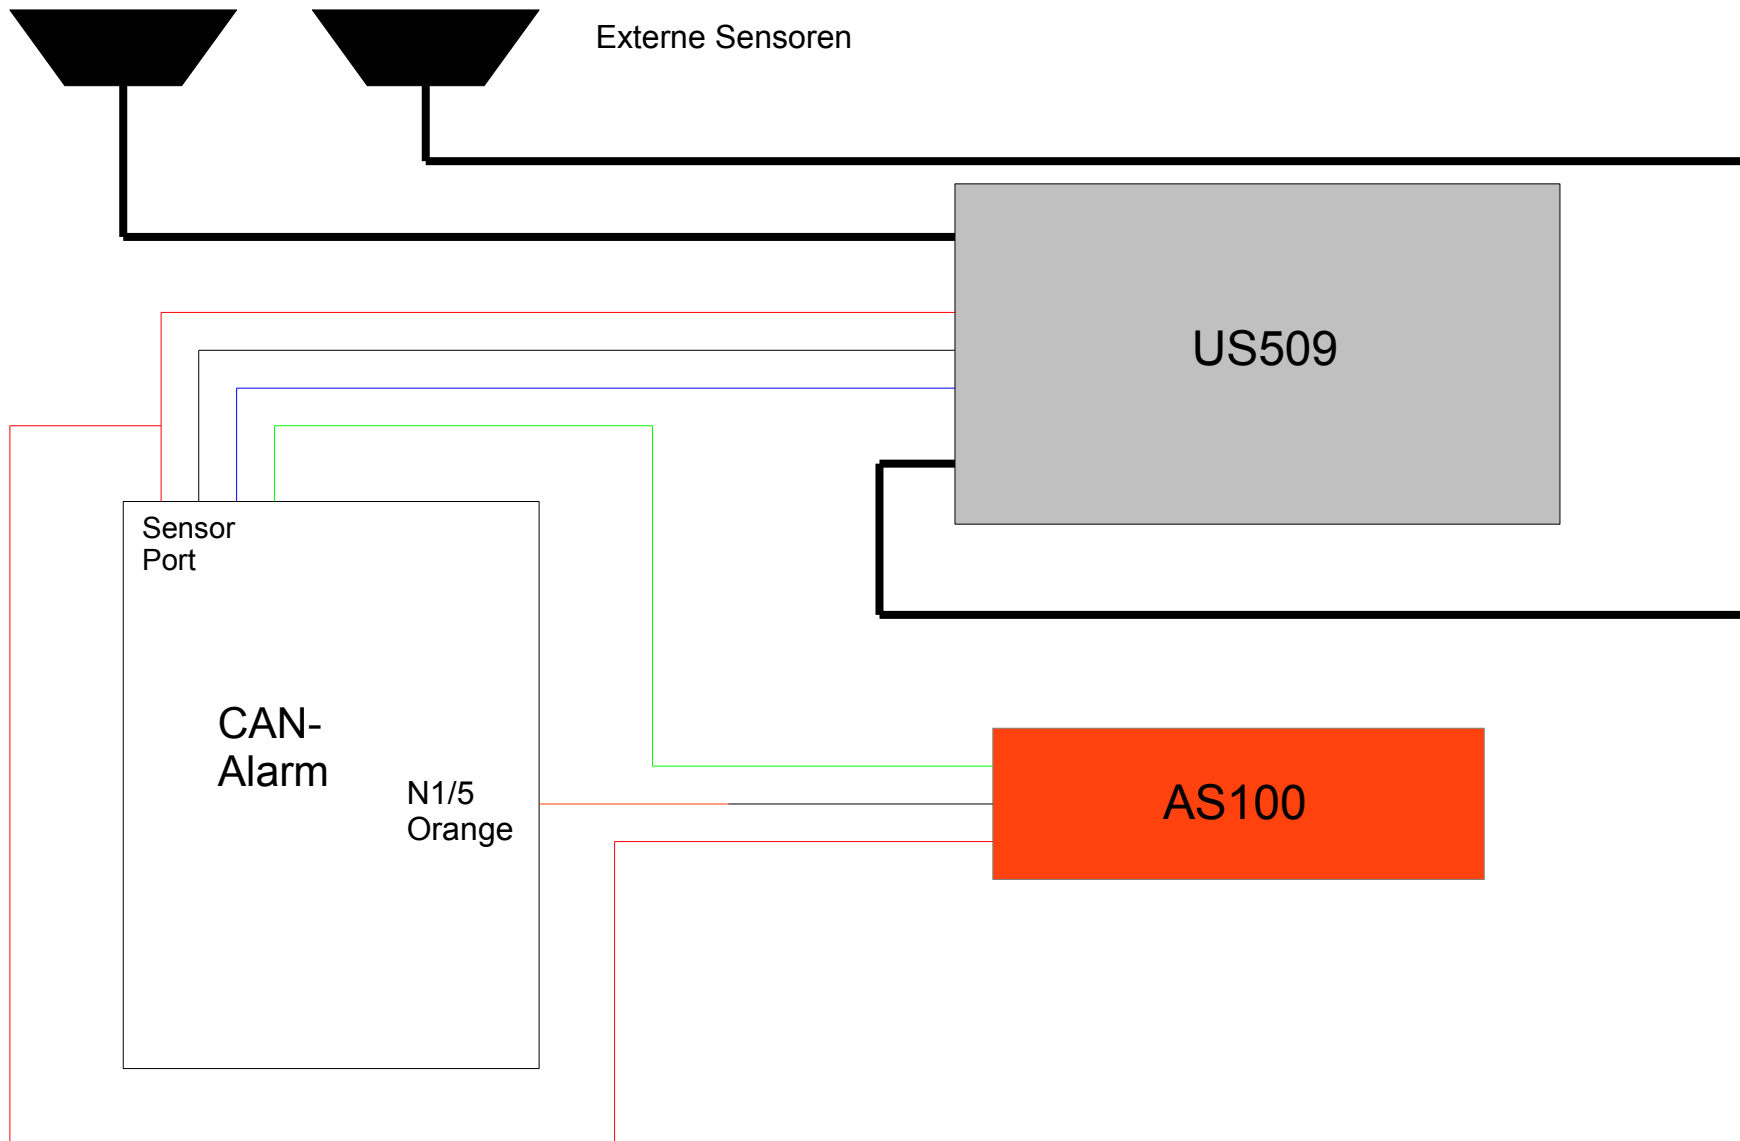 Externe Sensoren
US509
Sensor
Port
CAN-
Alarm
N1/5
Orange
AS100